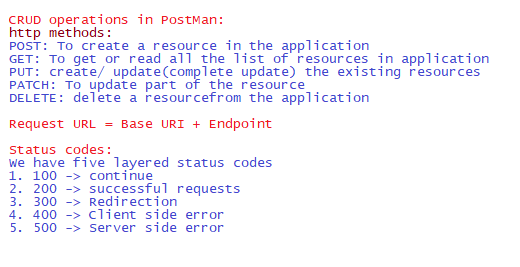 CRUD operations in PostMan:
http methods:
POST: To create a resource in the application
GET: To get or read all the list of resources in application
PUT: create/ update(complete update) the existing resources
PATCH: To update part of the resource
DELETE: delete a resourcefrom the application
Request URL = Base URI + Endpoint
Status codes:
We have five layered status codes
1. 100 -> continue
2. 200 -> successful requests
3. 300 -> Redirection
4. 400 -> Client side error
5. 500 -> Server side error